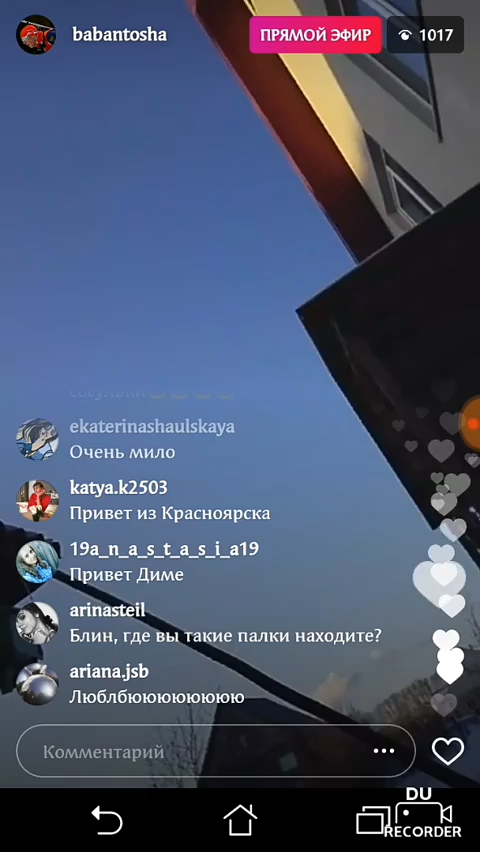 babantosha
ПРЯМОЙ ЭФИР
1017
ekaterinashaulskaya
Очень мило
katya.k2503
Привет из Красноярска
19a_n_a_s_t_a_s_i_a19
Привет Диме
arinasteil
Блин, где вы такие палки находите?
ariana.jsb
Люблбюююююююю
Комментарий
DU
RECORDER